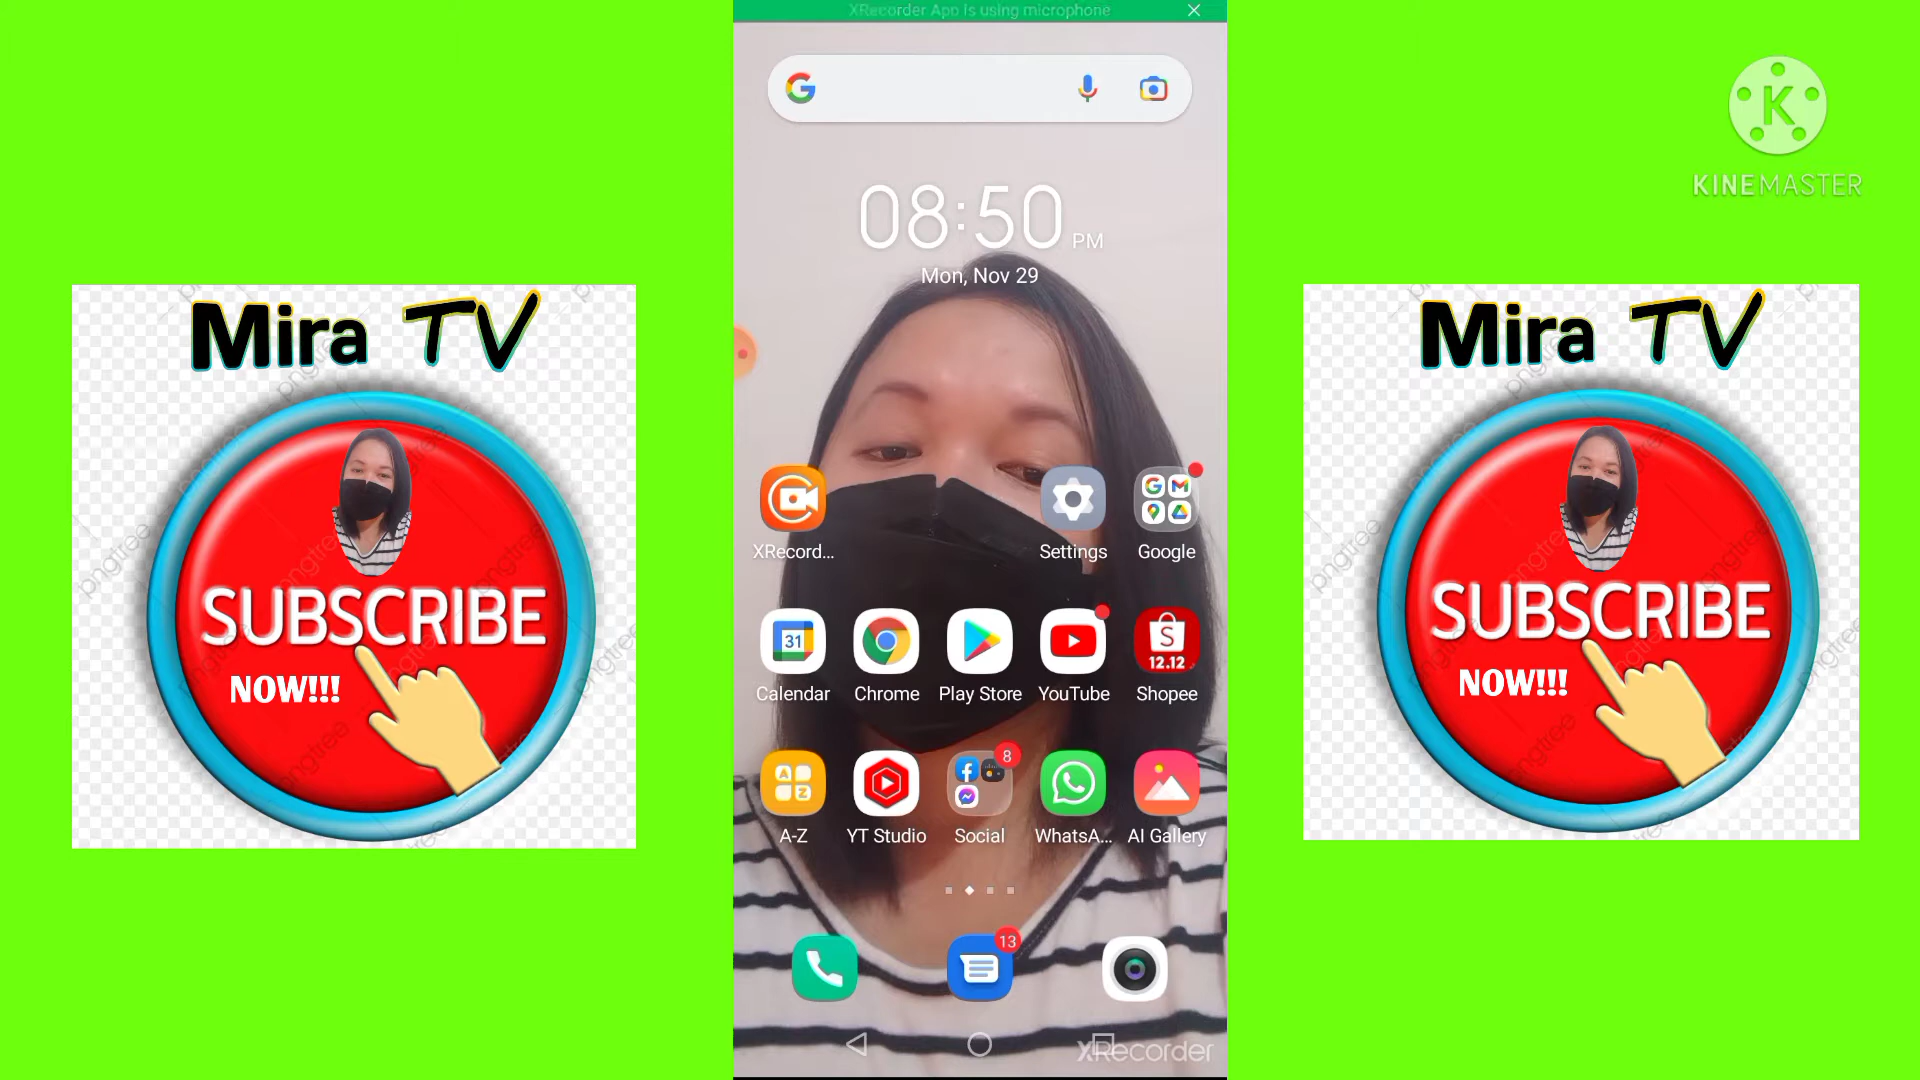 XRecorder App is using microphone
KINEMASTER
08:50 PM
Mon, Nov 29
Mira TV
SUBSCRIBE
NOW!!!
pngtree
Mira TV
SUBSCRIBE
NOW!!!
pngtree
XRecord...
Settings
Google
31
S
12.12
Calendar
Chrome
Play Store
YouTube
Shopee
8
A-Z
YT Studio
Social
WhatsA...
AI Gallery
13
XRecorder